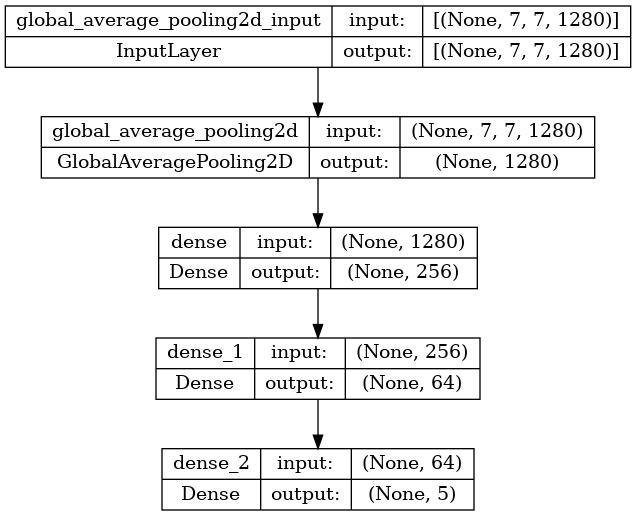 global_average_pooling2d_input input: [(None, 7, 7, 1280)]
InputLayer output: [(None, 7, 7, 1280)]
global_average_pooling2d input: (None, 7, 7, 1280)
GlobalAveragePooling2D output: (None, 1280)
dense input: (None, 1280)
Dense output: (None, 256)
dense_1 input: (None, 256)
Dense output: (None, 64)
dense_2 input: (None, 64)
Dense output: (None, 5)